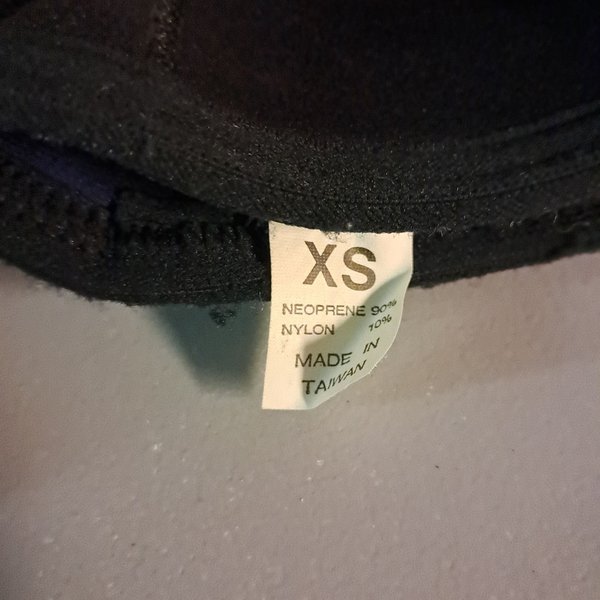 XS
NEOPRENE 90%
NYLON 10%
MADE IN
TAIWAN